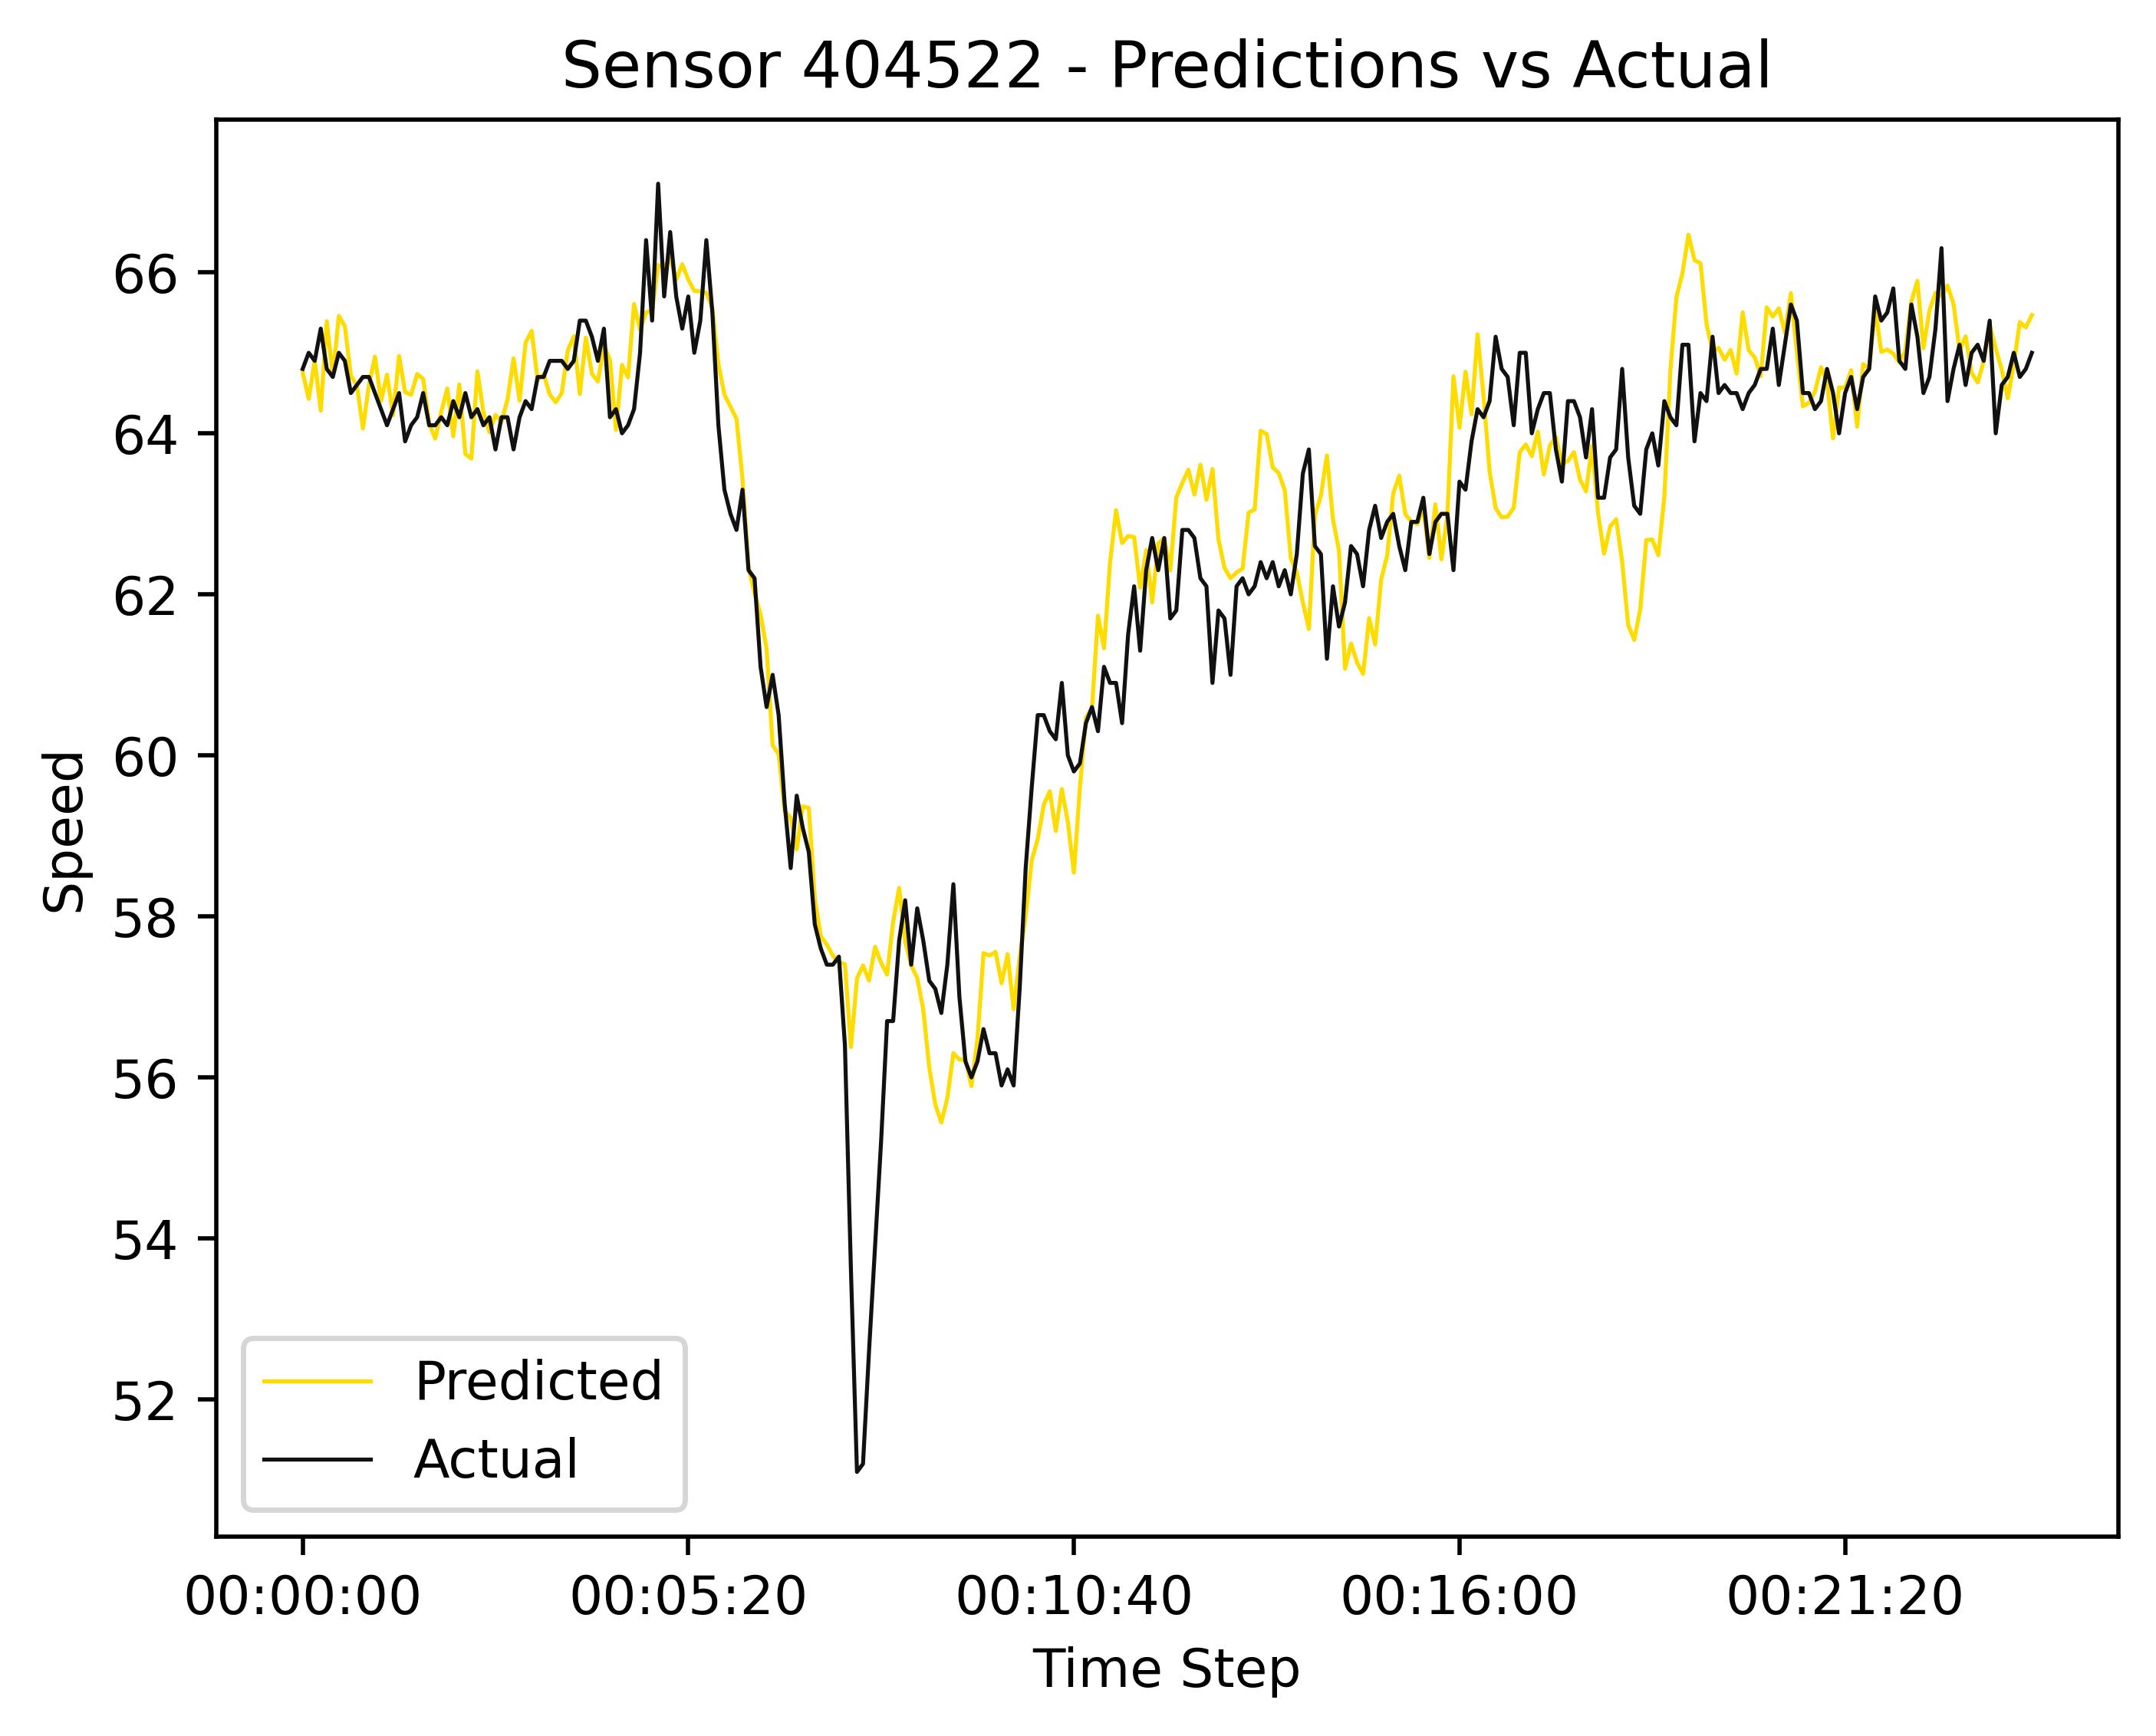 Sensor 404522 - Predictions vs Actual
66
64
62
60
58
56
54
52
Speed
Predicted
Actual
00:00:00 00:05:20 00:10:40 00:16:00 00:21:20
Time Step